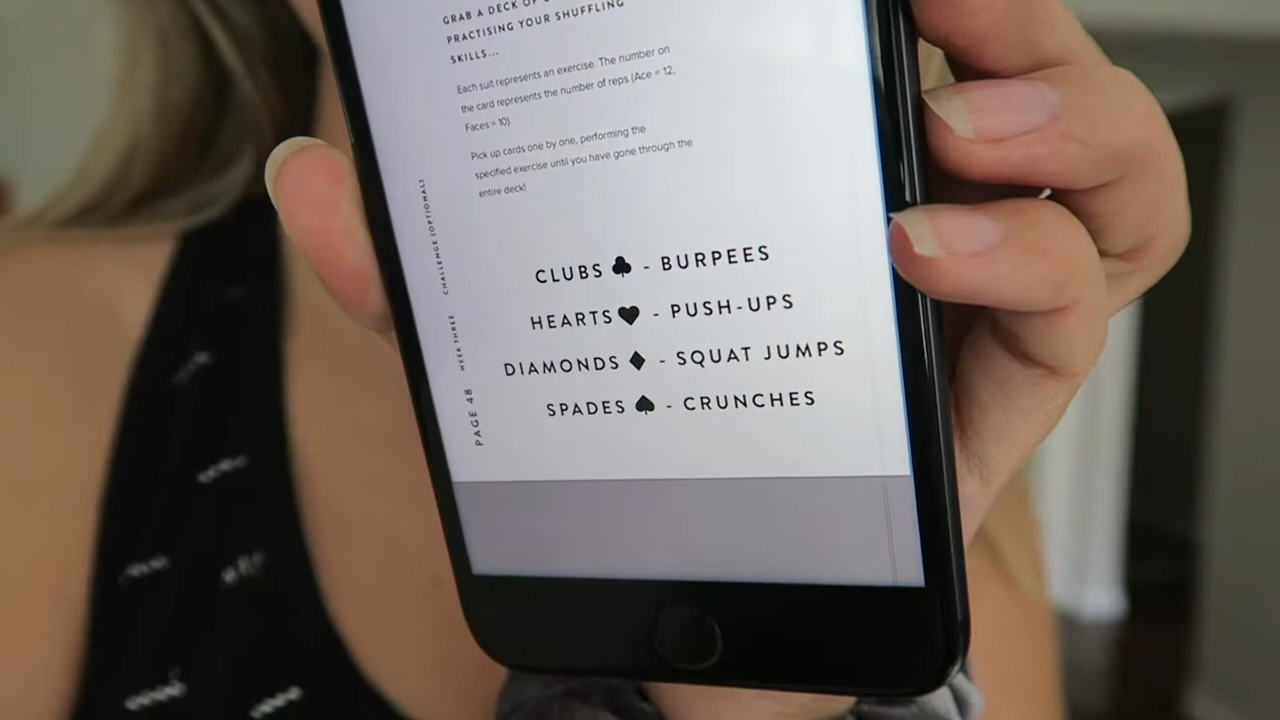 GRAB A DECK OF
PRACTISING YOUR SHUFFLING
SKILLS...
Each suit represents an exercise. The number on
the card represents the number of reps (Ace = 12,
Faces = 10).
Pick up cards one by one, performing the
specified exercise until you have gone through the
entire deck!
CLUBS ♣ - BURPEES
HEARTS ♥ - PUSH-UPS
DIAMONDS ♦ - SQUAT JUMPS
SPADES ♠ - CRUNCHES
PAGE 48 WEEK THREE CHALLENGE [OPTIONAL]